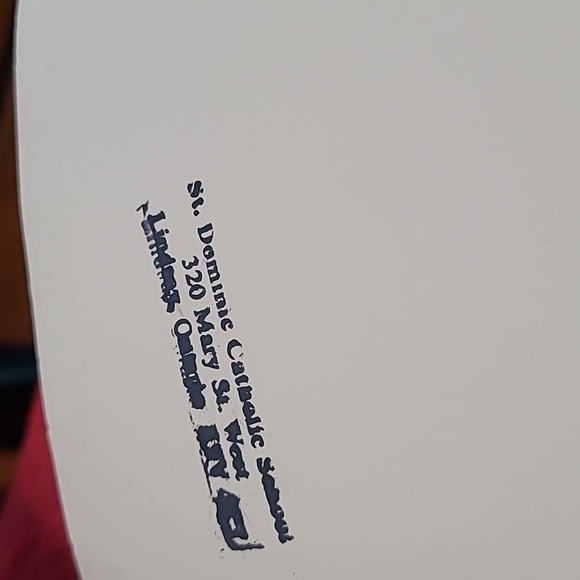 St. Dominic Catholic School
320 Mary St. West
Lindsay, Ontario